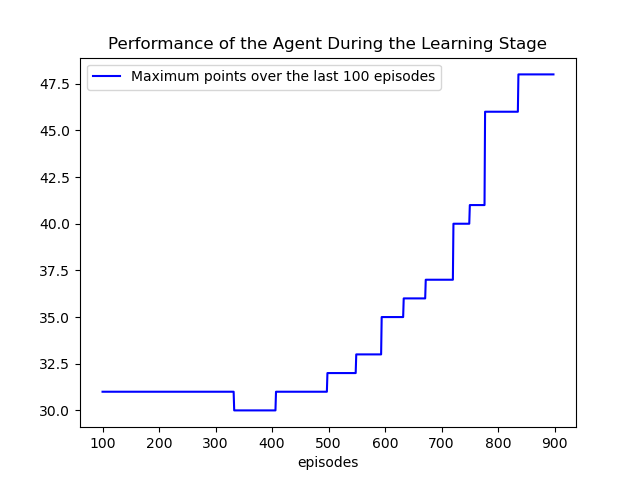 Performance of the Agent During the Learning Stage
Maximum points over the last 100 episodes
47.5
45.0
42.5
40.0
37.5
35.0
32.5
30.0
100 200 300 400 500 600 700 800 900
episodes